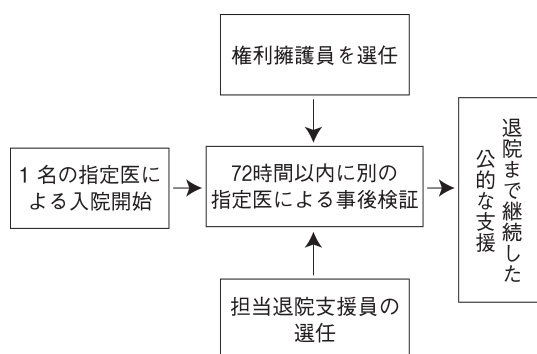 権利擁護員を選任
1 名の指定医に
よる入院開始
72時間以内に別の
指定医による事後検証
退院まで継続した
公的な支援
担当退院支援員の
選任